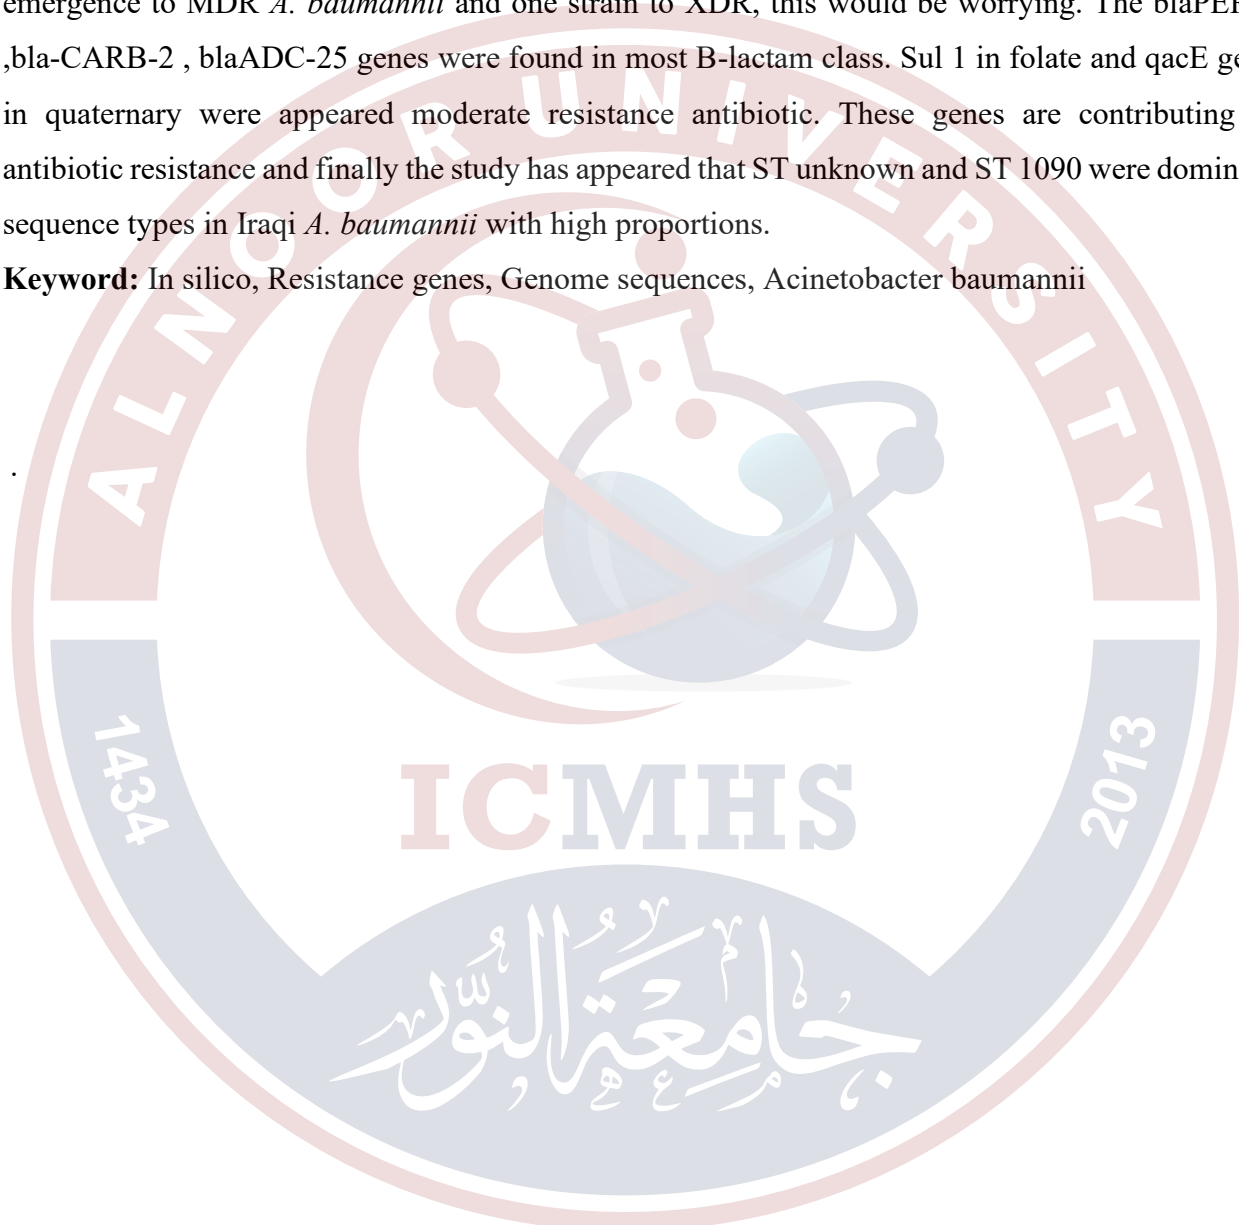 emergence to MDR A. baumannii and one strain to XDR, this would be worrying. The blaPER
,bla-CARB-2 , blaADC-25 genes were found in most B-lactam class. Sul 1 in folate and qacE ge
in quaternary were appeared moderate resistance antibiotic. These genes are contributing
antibiotic resistance and finally the study has appeared that ST unknown and ST 1090 were domin
sequence types in Iraqi A. baumannii with high proportions.
Keyword: In silico, Resistance genes, Genome sequences, Acinetobacter baumannii
.
ALNOOR UNIVERSITY
1434
2013
ICMHS
جَامِعَة النُّور